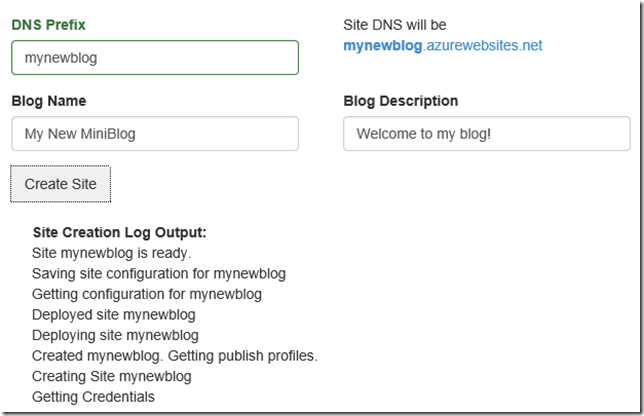 DNS Prefix
Site DNS will be
mynewblog.azurewebsites.net
mynewblog
Blog Name
Blog Description
My New MiniBlog
Welcome to my blog!
Create Site
Site Creation Log Output:
Site mynewblog is ready.
Saving site configuration for mynewblog
Getting configuration for mynewblog
Deployed site mynewblog
Deploying site mynewblog
Created mynewblog. Getting publish profiles.
Creating Site mynewblog
Getting Credentials